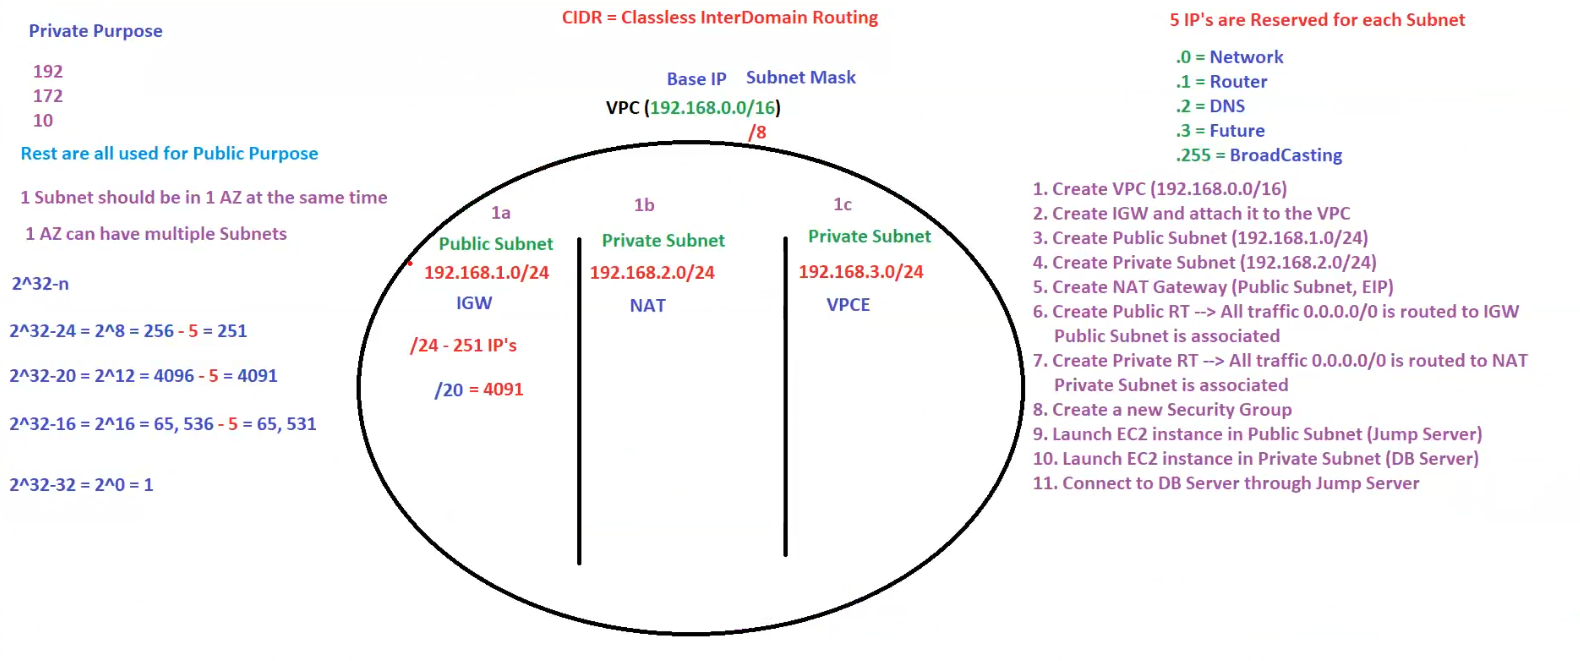 CIDR = Classless InterDomain Routing
Private Purpose
192
172
10
Rest are all used for Public Purpose
1 Subnet should be in 1 AZ at the same time
1 AZ can have multiple Subnets
2^32-n
2^32-24 = 2^8 = 256 - 5 = 251
2^32-20 = 2^12 = 4096 - 5 = 4091
2^32-16 = 2^16 = 65, 536 - 5 = 65, 531
2^32-32 = 2^0 = 1
Base IP Subnet Mask
VPC (192.168.0.0/16)
/8
1a
Public Subnet
192.168.1.0/24
IGW
/24 - 251 IP's
/20 = 4091
1b
Private Subnet
192.168.2.0/24
NAT
1c
Private Subnet
192.168.3.0/24
VPCE
5 IP's are Reserved for each Subnet
.0 = Network
.1 = Router
.2 = DNS
.3 = Future
.255 = BroadCasting
1. Create VPC (192.168.0.0/16)
2. Create IGW and attach it to the VPC
3. Create Public Subnet (192.168.1.0/24)
4. Create Private Subnet (192.168.2.0/24)
5. Create NAT Gateway (Public Subnet, EIP)
6. Create Public RT --> All traffic 0.0.0.0/0 is routed to IGW
Public Subnet is associated
7. Create Private RT --> All traffic 0.0.0.0/0 is routed to NAT
Private Subnet is associated
8. Create a new Security Group
9. Launch EC2 instance in Public Subnet (Jump Server)
10. Launch EC2 instance in Private Subnet (DB Server)
11. Connect to DB Server through Jump Server